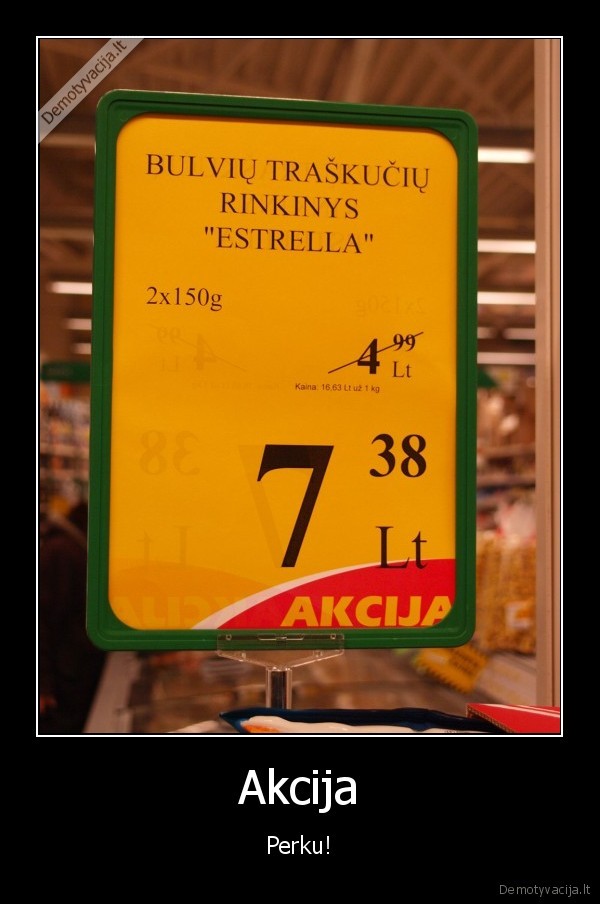 Demotyvacija.lt
BULVIŲ TRAŠKUČIŲ
RINKINYS
"ESTRELLA"
2x150g
4 99
Lt
Kaina: 16,63 Lt už 1 kg
7 38
Lt
AKCIJA
Akcija
Perku!
Demotyvacija.lt